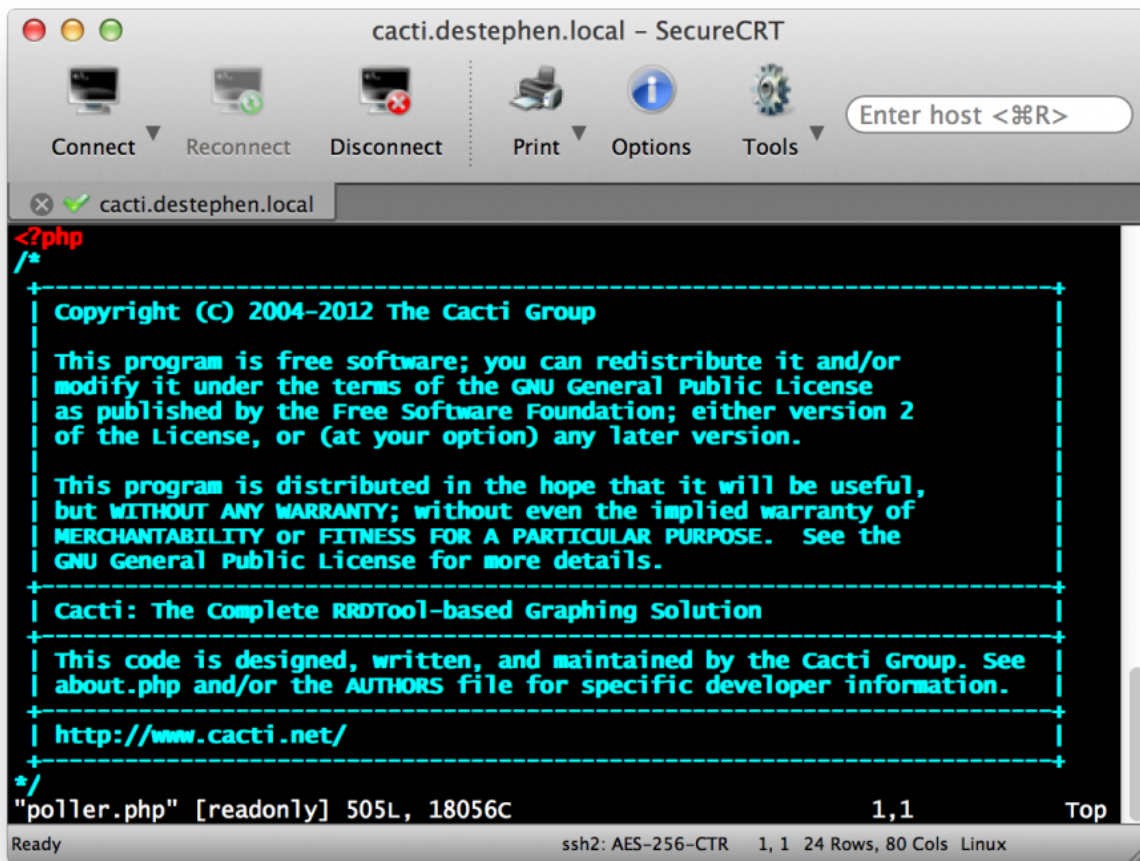 cacti.destephen.local – SecureCRT
Connect Reconnect Disconnect Print Options Tools Enter host <⌘R>
cacti.destephen.local
<?php
/*
+-------------------------------------------------------------------------+
| Copyright (C) 2004-2012 The Cacti Group                                 |
|                                                                         |
| This program is free software; you can redistribute it and/or           |
| modify it under the terms of the GNU General Public License             |
| as published by the Free Software Foundation; either version 2          |
| of the License, or (at your option) any later version.                  |
|                                                                         |
| This program is distributed in the hope that it will be useful,         |
| but WITHOUT ANY WARRANTY; without even the implied warranty of          |
| MERCHANTABILITY or FITNESS FOR A PARTICULAR PURPOSE.  See the           |
| GNU General Public License for more details.                            |
+-------------------------------------------------------------------------+
| Cacti: The Complete RRDTool-based Graphing Solution                     |
+-------------------------------------------------------------------------+
| This code is designed, written, and maintained by the Cacti Group. See  |
| about.php and/or the AUTHORS file for specific developer information.   |
+-------------------------------------------------------------------------+
| http://www.cacti.net/                                                   |
+-------------------------------------------------------------------------+
*/
"poller.php" [readonly] 505L, 18056C 1,1 Top
Ready ssh2: AES-256-CTR 1, 1 24 Rows, 80 Cols Linux